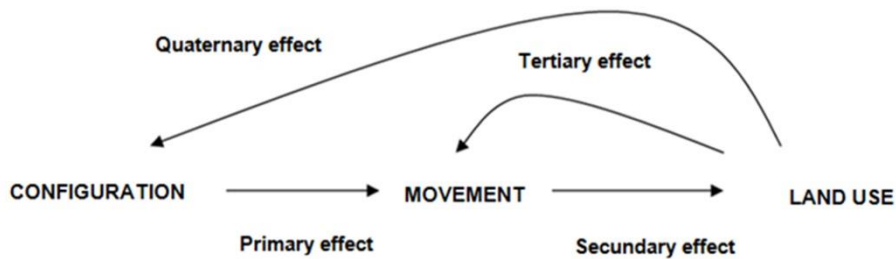 Quaternary effect
Tertiary effect
CONFIGURATION MOVEMENT LAND USE
Primary effect Secundary effect